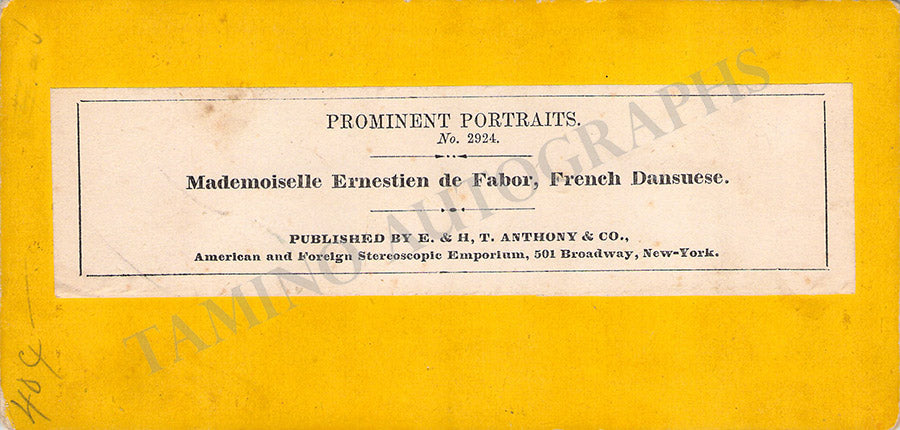 PROMINENT PORTRAITS.
No. 2924.
Mademoiselle Ernestien de Fabor, French Dansuese.
PUBLISHED BY E. & H, T. ANTHONY & CO.,
American and Foreign Stereoscopic Emporium, 501 Broadway, New-York.
TAMINO AUTOGRAPHS